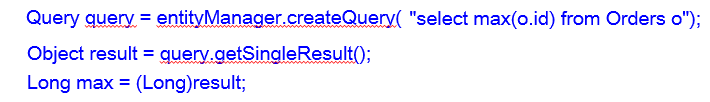 Query query = entityManager.createQuery( "select max(o.id) from Orders o");
Object result = query.getSingleResult();
Long max = (Long)result;